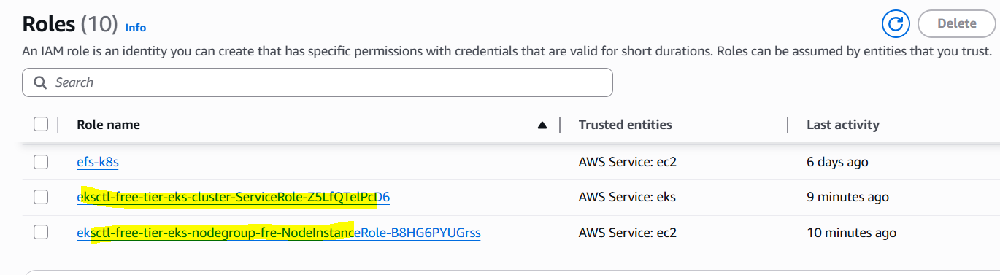 Roles (10) Info
Delete
An IAM role is an identity you can create that has specific permissions with credentials that are valid for short durations. Roles can be assumed by entities that you trust.
Search
Role name Trusted entities Last activity
efs-k8s AWS Service: ec2 6 days ago
eksctl-free-tier-eks-cluster-ServiceRole-Z5LfQTelPcD6 AWS Service: eks 9 minutes ago
eksctl-free-tier-eks-nodegroup-fre-NodeInstanceRole-B8HG6PYUGrss AWS Service: ec2 10 minutes ago